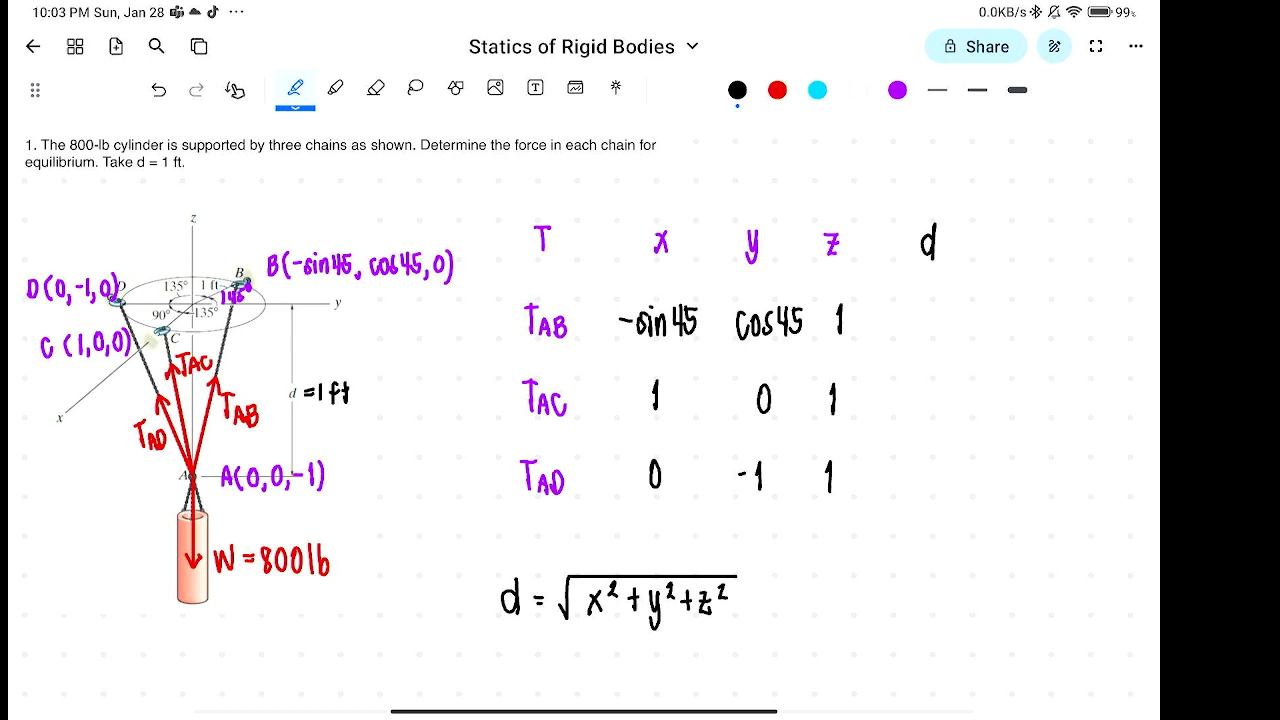 10:03 PM Sun, Jan 28 ···
0.0KB/s 99%
Statics of Rigid Bodies
Share
T
1. The 800-lb cylinder is supported by three chains as shown. Determine the force in each chain for
equilibrium. Take d = 1 ft.
z
B
B(-sin45, cos45, 0)
D(0,-1,0)
D
135° 1 ft
145°
y
90° 135°
C (1,0,0)
C
TAC
d =1 ft
TAB
x
TAD
A A(0,0,-1)
W =800lb
T x y z d
TAB -sin45 cos45 1
TAC 1 0 1
TAD 0 -1 1
d = √x²+y²+z²